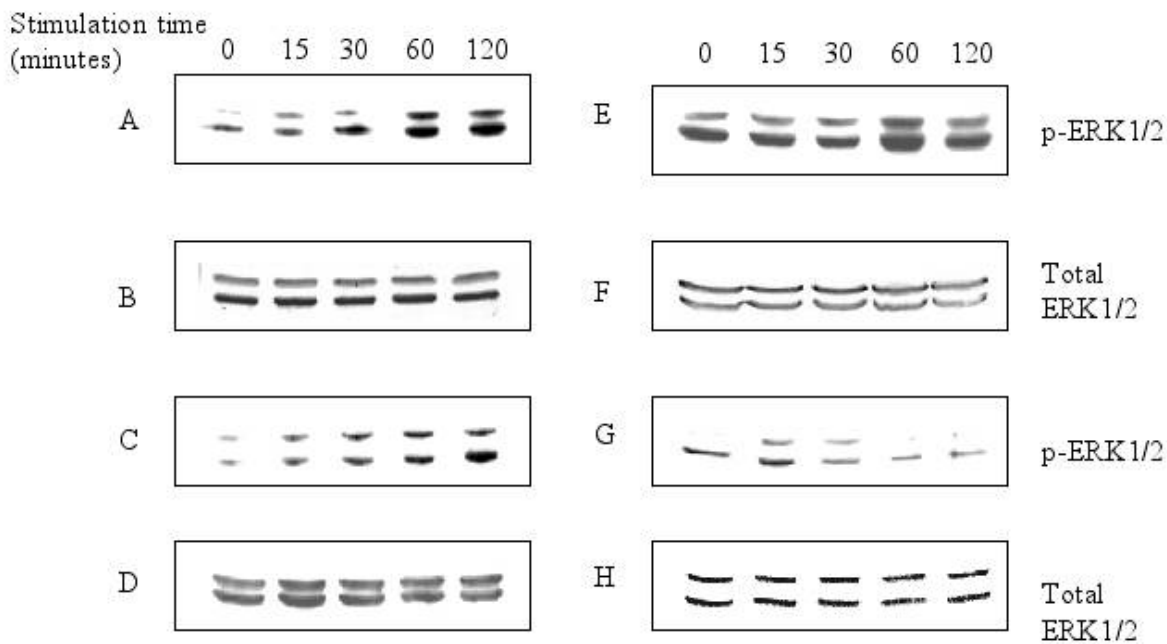 Stimulation time
(minutes)
0 15 30 60 120
0 15 30 60 120
A
E
p-ERK1/2
B
F
Total
ERK1/2
C
G
p-ERK1/2
D
H
Total
ERK1/2